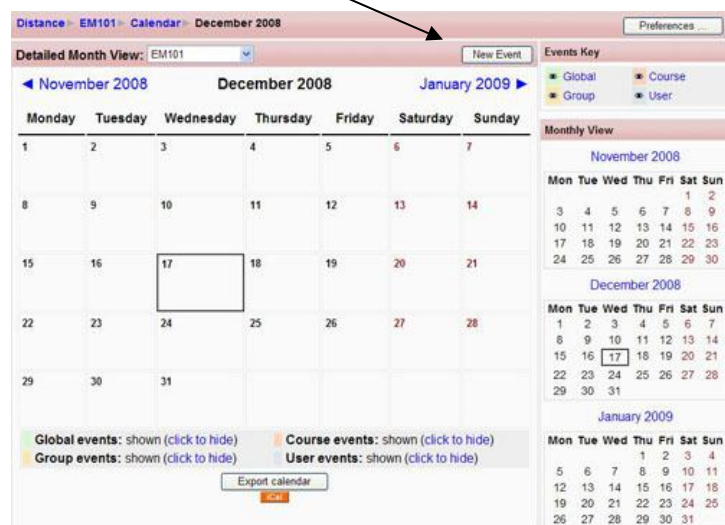 Distance ► EM101 ► Calendar ► December 2008
Preferences ...
Detailed Month View: EM101
New Event
◄ November 2008 December 2008 January 2009 ►
Monday Tuesday Wednesday Thursday Friday Saturday Sunday
1 2 3 4 5 6 7
8 9 10 11 12 13 14
15 16 17 18 19 20 21
22 23 24 25 26 27 28
29 30 31
Global events: shown (click to hide) Course events: shown (click to hide)
Group events: shown (click to hide) User events: shown (click to hide)
Export calendar
iCal
Events Key
Global Course
Group User
Monthly View
November 2008
Mon Tue Wed Thu Fri Sat Sun
1 2
3 4 5 6 7 8 9
10 11 12 13 14 15 16
17 18 19 20 21 22 23
24 25 26 27 28 29 30
December 2008
Mon Tue Wed Thu Fri Sat Sun
1 2 3 4 5 6 7
8 9 10 11 12 13 14
15 16 17 18 19 20 21
22 23 24 25 26 27 28
29 30 31
January 2009
Mon Tue Wed Thu Fri Sat Sun
1 2 3 4
5 6 7 8 9 10 11
12 13 14 15 16 17 18
19 20 21 22 23 24 25
26 27 28 29 30 31